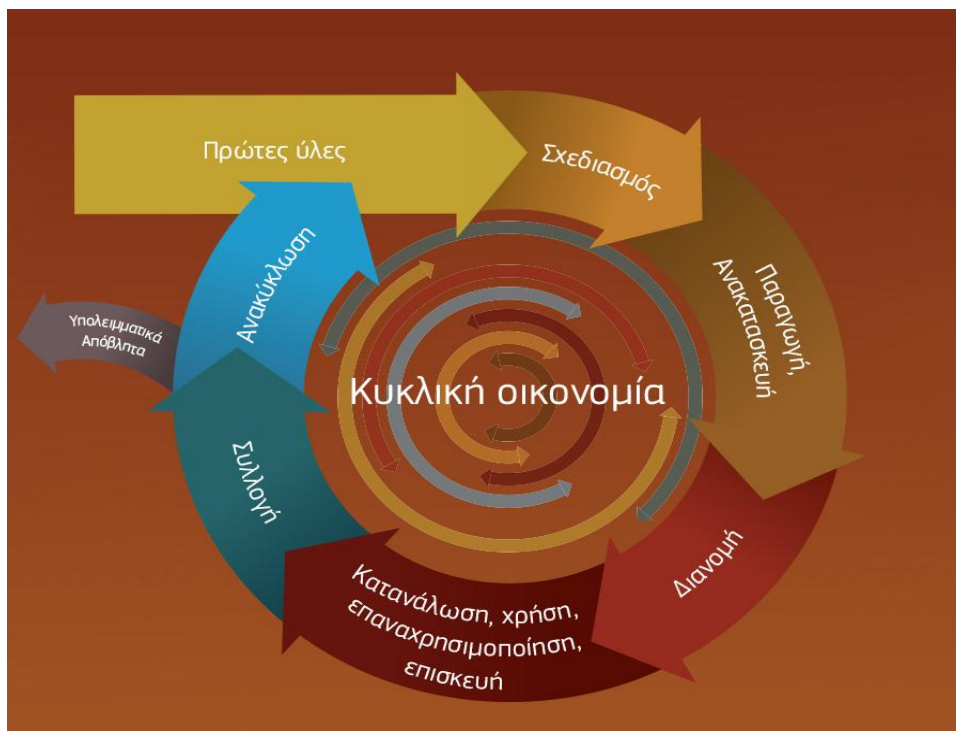 Πρώτες ύλες
Σχεδιασμός
Παραγωγή,
Ανακατασκευή
Διανομή
Κατανάλωση, χρήση,
επαναχρησιμοποίηση,
επισκευή
Συλλογή
Ανακύκλωση
Υπολειμματικά
Απόβλητα
Κυκλική οικονομία